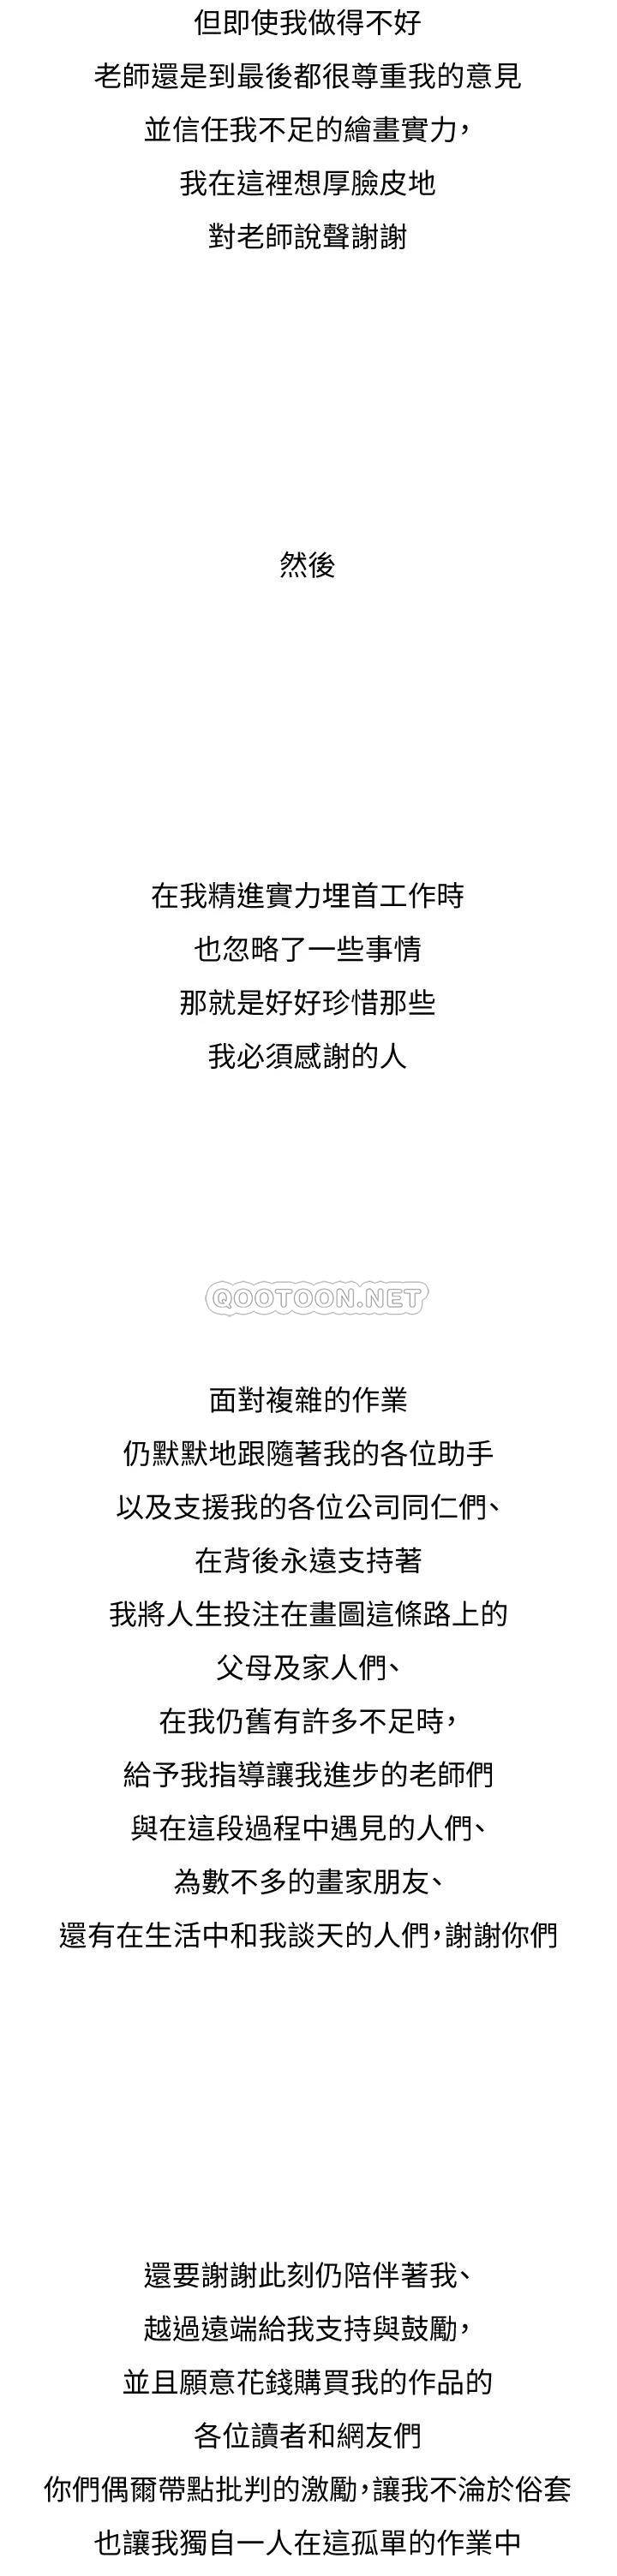 但即使我做得不好
老師還是到最後都很尊重我的意見
並信任我不足的繪畫實力，
我在這裡想厚臉皮地
對老師說聲謝謝
然後
在我精進實力埋首工作時
也忽略了一些事情
那就是好好珍惜那些
我必須感謝的人
QOOTOON.NET
面對複雜的作業
仍默默地跟隨著我的各位助手
以及支援我的各位公司同仁們、
在背後永遠支持著
我將人生投注在畫圖這條路上的
父母及家人們、
在我仍舊有許多不足時，
給予我指導讓我進步的老師們
與在這段過程中遇見的人們、
為數不多的畫家朋友、
還有在生活中和我談天的人們，謝謝你們
還要謝謝此刻仍陪伴著我、
越過遠端給我支持與鼓勵，
並且願意花錢購買我的作品的
各位讀者和網友們
你們偶爾帶點批判的激勵，讓我不淪於俗套
也讓我獨自一人在這孤單的作業中